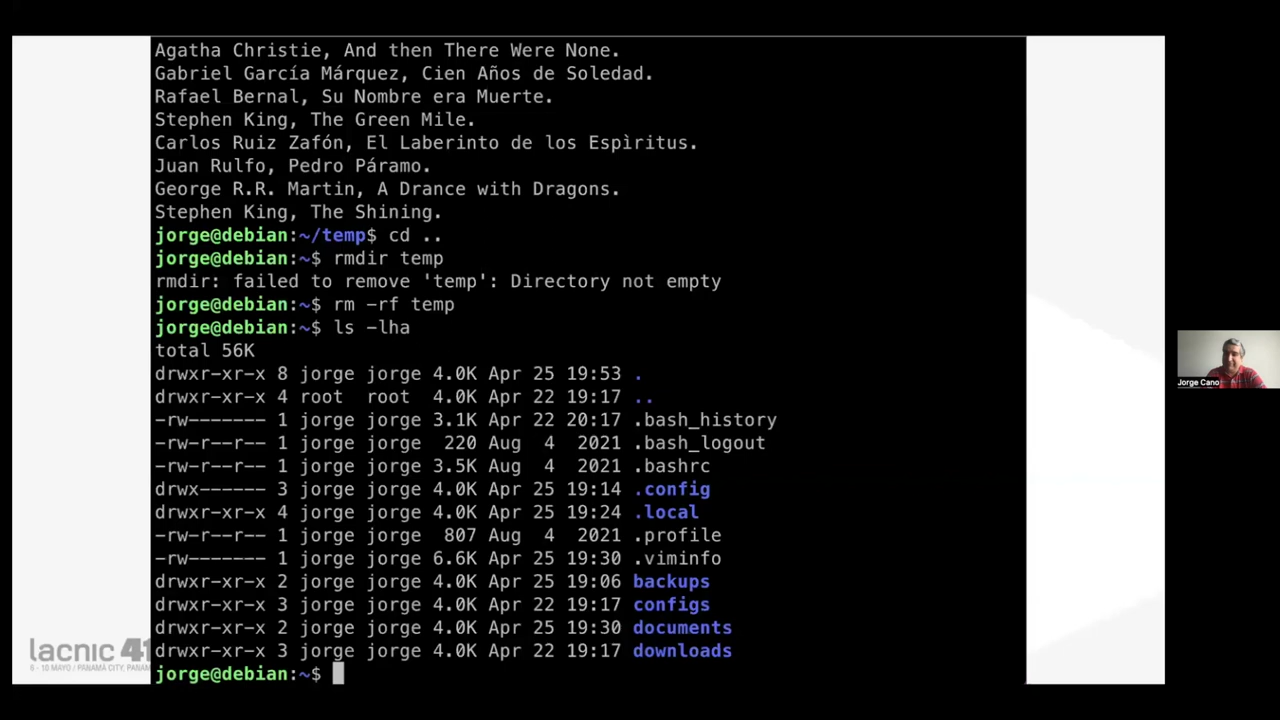 Agatha Christie, And then There Were None.
Gabriel García Márquez, Cien Años de Soledad.
Rafael Bernal, Su Nombre era Muerte.
Stephen King, The Green Mile.
Carlos Ruiz Zafón, El Laberinto de los Espìritus.
Juan Rulfo, Pedro Páramo.
George R.R. Martin, A Drance with Dragons.
Stephen King, The Shining.
jorge@debian:~/temp$ cd ..
jorge@debian:~$ rmdir temp
rmdir: failed to remove 'temp': Directory not empty
jorge@debian:~$ rm -rf temp
jorge@debian:~$ ls -lha
total 56K
drwxr-xr-x 8 jorge jorge 4.0K Apr 25 19:53 .
drwxr-xr-x 4 root  root  4.0K Apr 22 19:17 ..
-rw------- 1 jorge jorge 3.1K Apr 22 20:17 .bash_history
-rw-r--r-- 1 jorge jorge  220 Aug  4  2021 .bash_logout
-rw-r--r-- 1 jorge jorge 3.5K Aug  4  2021 .bashrc
drwx------ 3 jorge jorge 4.0K Apr 25 19:14 .config
drwxr-xr-x 4 jorge jorge 4.0K Apr 25 19:24 .local
-rw-r--r-- 1 jorge jorge  807 Aug  4  2021 .profile
-rw------- 1 jorge jorge 6.6K Apr 25 19:30 .viminfo
drwxr-xr-x 2 jorge jorge 4.0K Apr 25 19:06 backups
drwxr-xr-x 3 jorge jorge 4.0K Apr 22 19:17 configs
drwxr-xr-x 2 jorge jorge 4.0K Apr 25 19:30 documents
drwxr-xr-x 3 jorge jorge 4.0K Apr 22 19:17 downloads
jorge@debian:~$
lacnic 41
6 - 10 MAYO / PANAMÁ CITY, PANAM
Jorge Cano